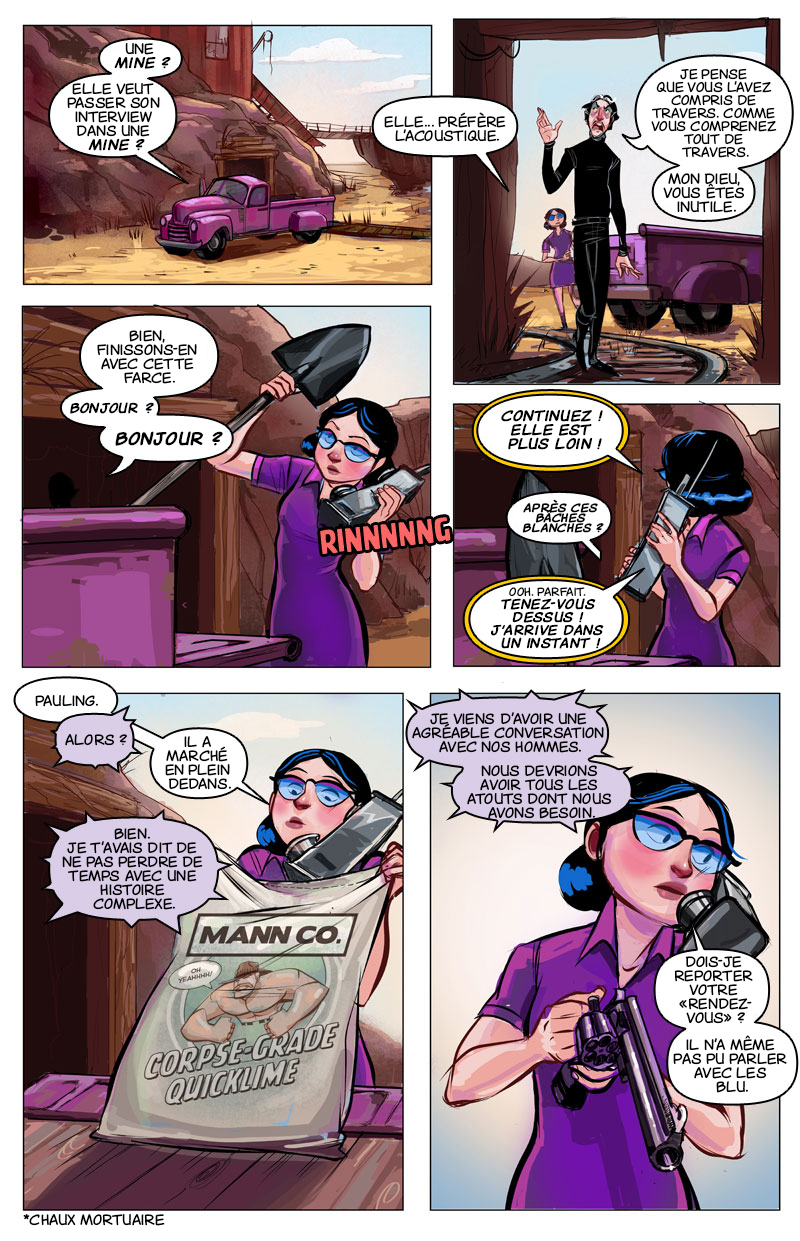 UNE
MINE ?
ELLE VEUT
PASSER SON
INTERVIEW
DANS UNE
MINE ?
ELLE... PRÉFÈRE
L'ACOUSTIQUE.
JE PENSE
QUE VOUS L'AVEZ
COMPRIS DE
TRAVERS. COMME
VOUS COMPRENEZ
TOUT DE
TRAVERS.
MON DIEU,
VOUS ÊTES
INUTILE.
BIEN,
FINISSONS-EN
AVEC CETTE
FARCE.
BONJOUR ?
BONJOUR ?
RINNNNNG
CONTINUEZ !
ELLE EST
PLUS LOIN !
APRÈS CES
BÂCHES
BLANCHES ?
OOH. PARFAIT.
TENEZ-VOUS
DESSUS !
J'ARRIVE DANS
UN INSTANT !
PAULING.
ALORS ?
IL A
MARCHÉ
EN PLEIN
DEDANS.
BIEN.
JE T'AVAIS DIT DE
NE PAS PERDRE DE
TEMPS AVEC UNE
HISTOIRE
COMPLEXE.
MANN CO.
OH
YEAHHHH!
CORPSE-GRADE
QUICKLIME
JE VIENS D'AVOIR UNE
AGRÉABLE CONVERSATION
AVEC NOS HOMMES.
NOUS DEVRIONS
AVOIR TOUS LES
ATOUTS DONT NOUS
AVONS BESOIN.
DOIS-JE
REPORTER
VOTRE
«RENDEZ-
VOUS» ?
IL N'A MÊME
PAS PU PARLER
AVEC LES
BLU.
*CHAUX MORTUAIRE